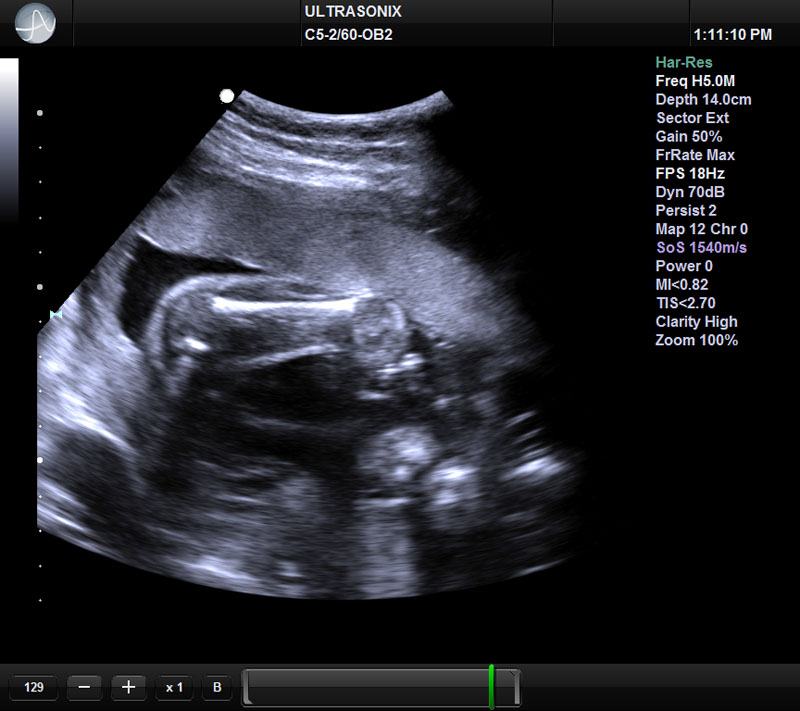 ULTRASONIX
C5-2/60-OB2
1:11:10 PM
Har-Res
Freq H5.0M
Depth 14.0cm
Sector Ext
Gain 50%
FrRate Max
FPS 18Hz
Dyn 70dB
Persist 2
Map 12 Chr 0
SoS 1540m/s
Power 0
MI<0.82
TIS<2.70
Clarity High
Zoom 100%
129 − + x 1 B